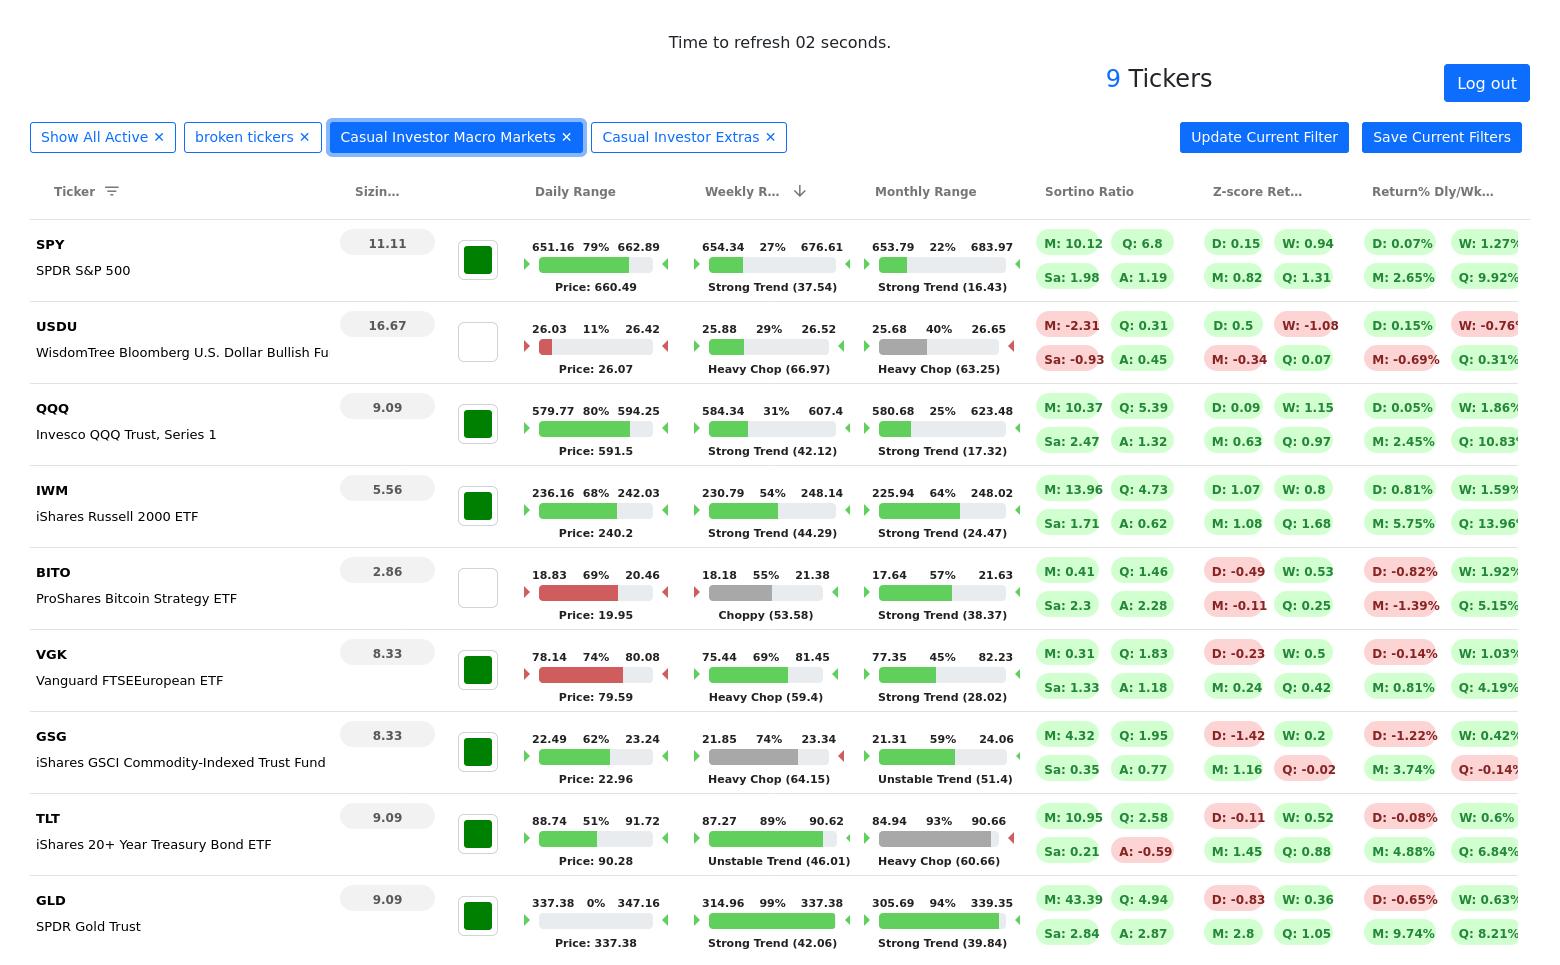 Time to refresh 02 seconds.
9 Tickers
Log out
Show All Active ✕ broken tickers ✕ Casual Investor Macro Markets ✕ Casual Investor Extras ✕ Update Current Filter Save Current Filters
Ticker Sizin... Daily Range Weekly R... Monthly Range Sortino Ratio Z-score Ret... Return% Dly/Wk...
SPY 11.11 651.16 79% 662.89 654.34 27% 676.61 653.79 22% 683.97 M: 10.12 Q: 6.8 D: 0.15 W: 0.94 D: 0.07% W: 1.27%
SPDR S&P 500 Sa: 1.98 A: 1.19 M: 0.82 Q: 1.31 M: 2.65% Q: 9.92%
Price: 660.49 Strong Trend (37.54) Strong Trend (16.43)
USDU 16.67 26.03 11% 26.42 25.88 29% 26.52 25.68 40% 26.65 M: -2.31 Q: 0.31 D: 0.5 W: -1.08 D: 0.15% W: -0.76%
WisdomTree Bloomberg U.S. Dollar Bullish Fu Sa: -0.93 A: 0.45 M: -0.34 Q: 0.07 M: -0.69% Q: 0.31%
Price: 26.07 Heavy Chop (66.97) Heavy Chop (63.25)
QQQ 9.09 579.77 80% 594.25 584.34 31% 607.4 580.68 25% 623.48 M: 10.37 Q: 5.39 D: 0.09 W: 1.15 D: 0.05% W: 1.86%
Invesco QQQ Trust, Series 1 Sa: 2.47 A: 1.32 M: 0.63 Q: 0.97 M: 2.45% Q: 10.83%
Price: 591.5 Strong Trend (42.12) Strong Trend (17.32)
IWM 5.56 236.16 68% 242.03 230.79 54% 248.14 225.94 64% 248.02 M: 13.96 Q: 4.73 D: 1.07 W: 0.8 D: 0.81% W: 1.59%
iShares Russell 2000 ETF Sa: 1.71 A: 0.62 M: 1.08 Q: 1.68 M: 5.75% Q: 13.96%
Price: 240.2 Strong Trend (44.29) Strong Trend (24.47)
BITO 2.86 18.83 69% 20.46 18.18 55% 21.38 17.64 57% 21.63 M: 0.41 Q: 1.46 D: -0.49 W: 0.53 D: -0.82% W: 1.92%
ProShares Bitcoin Strategy ETF Sa: 2.3 A: 2.28 M: -0.11 Q: 0.25 M: -1.39% Q: 5.15%
Price: 19.95 Choppy (53.58) Strong Trend (38.37)
VGK 8.33 78.14 74% 80.08 75.44 69% 81.45 77.35 45% 82.23 M: 0.31 Q: 1.83 D: -0.23 W: 0.5 D: -0.14% W: 1.03%
Vanguard FTSEEuropean ETF Sa: 1.33 A: 1.18 M: 0.24 Q: 0.42 M: 0.81% Q: 4.19%
Price: 79.59 Heavy Chop (59.4) Strong Trend (28.02)
GSG 8.33 22.49 62% 23.24 21.85 74% 23.34 21.31 59% 24.06 M: 4.32 Q: 1.95 D: -1.42 W: 0.2 D: -1.22% W: 0.42%
iShares GSCI Commodity-Indexed Trust Fund Sa: 0.35 A: 0.77 M: 1.16 Q: -0.02 M: 3.74% Q: -0.14%
Price: 22.96 Heavy Chop (64.15) Unstable Trend (51.4)
TLT 9.09 88.74 51% 91.72 87.27 89% 90.62 84.94 93% 90.66 M: 10.95 Q: 2.58 D: -0.11 W: 0.52 D: -0.08% W: 0.6%
iShares 20+ Year Treasury Bond ETF Sa: 0.21 A: -0.59 M: 1.45 Q: 0.88 M: 4.88% Q: 6.84%
Price: 90.28 Unstable Trend (46.01) Heavy Chop (60.66)
GLD 9.09 337.38 0% 347.16 314.96 99% 337.38 305.69 94% 339.35 M: 43.39 Q: 4.94 D: -0.83 W: 0.36 D: -0.65% W: 0.63%
SPDR Gold Trust Sa: 2.84 A: 2.87 M: 2.8 Q: 1.05 M: 9.74% Q: 8.21%
Price: 337.38 Strong Trend (42.06) Strong Trend (39.84)